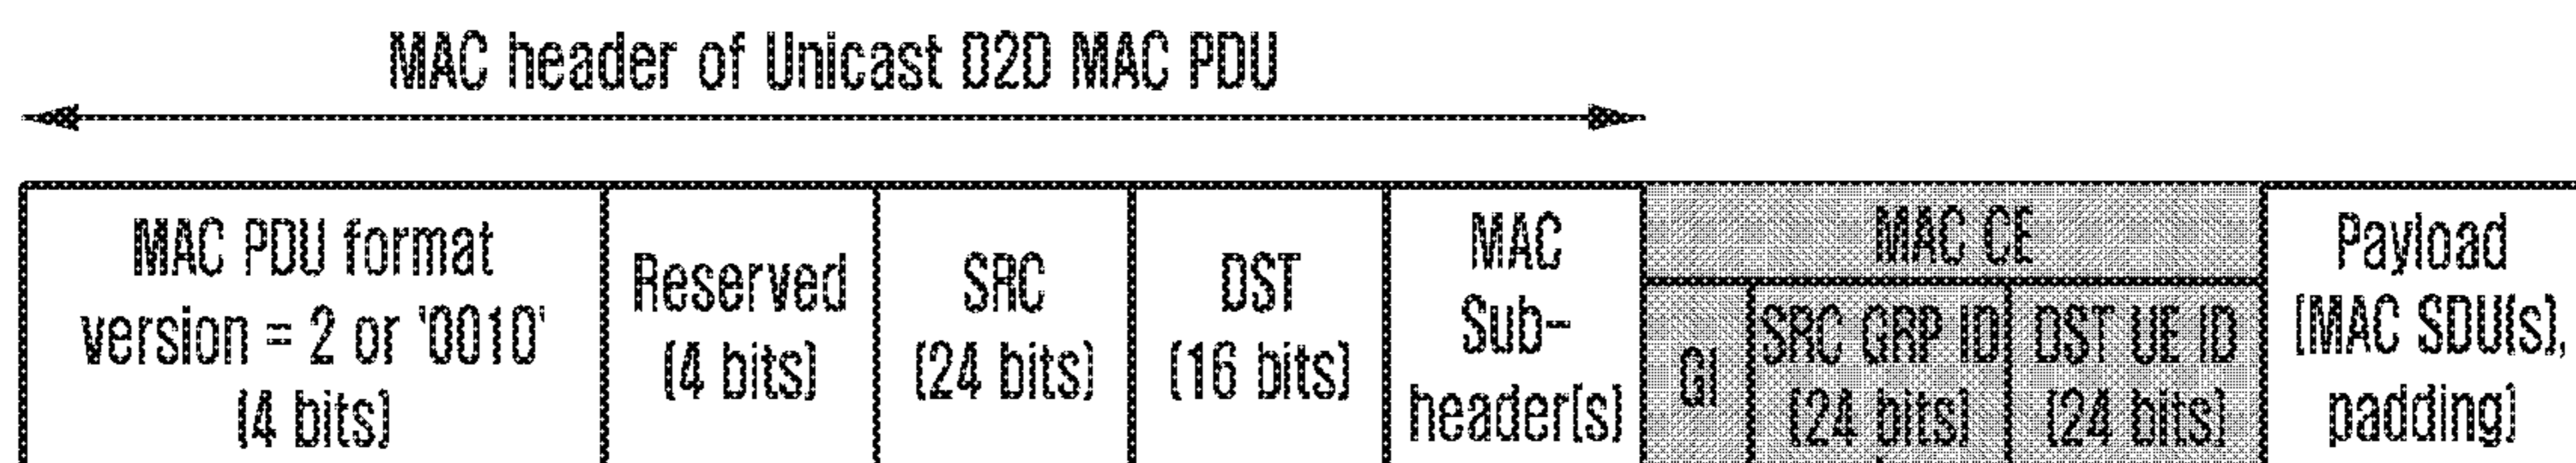 MAC header of Unicast D2D MAC PDU
MAC PDU format
version = 2 or '0010'
(4 bits)
Reserved
(4 bits)
SRC
(24 bits)
DST
(16 bits)
MAC
Sub-
header(s)
MAC CE
GI
SRC GRP ID
(24 bits)
DST UE ID
(24 bits)
Payload
(MAC SDU(s),
padding)